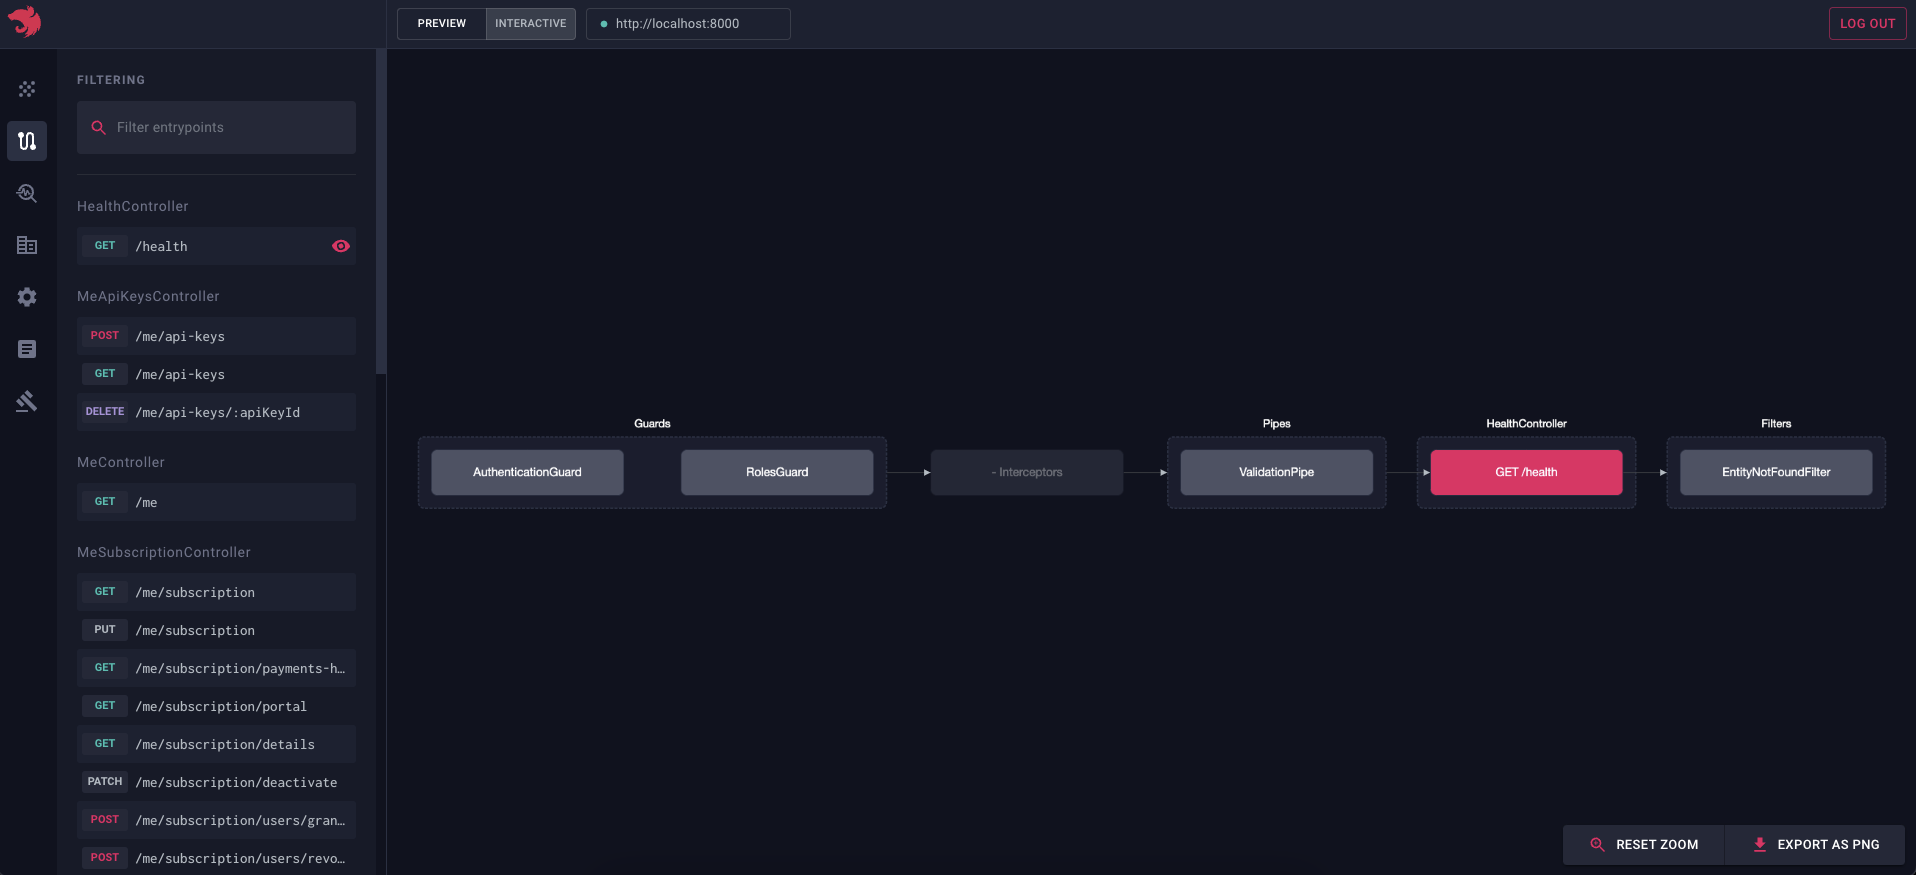 PREVIEW
INTERACTIVE
http://localhost:8000
LOG OUT
FILTERING
Filter entrypoints
HealthController
GET /health
MeApiKeysController
POST /me/api-keys
GET /me/api-keys
DELETE /me/api-keys/:apiKeyId
MeController
GET /me
MeSubscriptionController
GET /me/subscription
PUT /me/subscription
GET /me/subscription/payments-h…
GET /me/subscription/portal
GET /me/subscription/details
PATCH /me/subscription/deactivate
POST /me/subscription/users/gran…
POST /me/subscription/users/revo…
Guards
AuthenticationGuard
RolesGuard
- Interceptors
Pipes
ValidationPipe
HealthController
GET /health
Filters
EntityNotFoundFilter
RESET ZOOM
EXPORT AS PNG